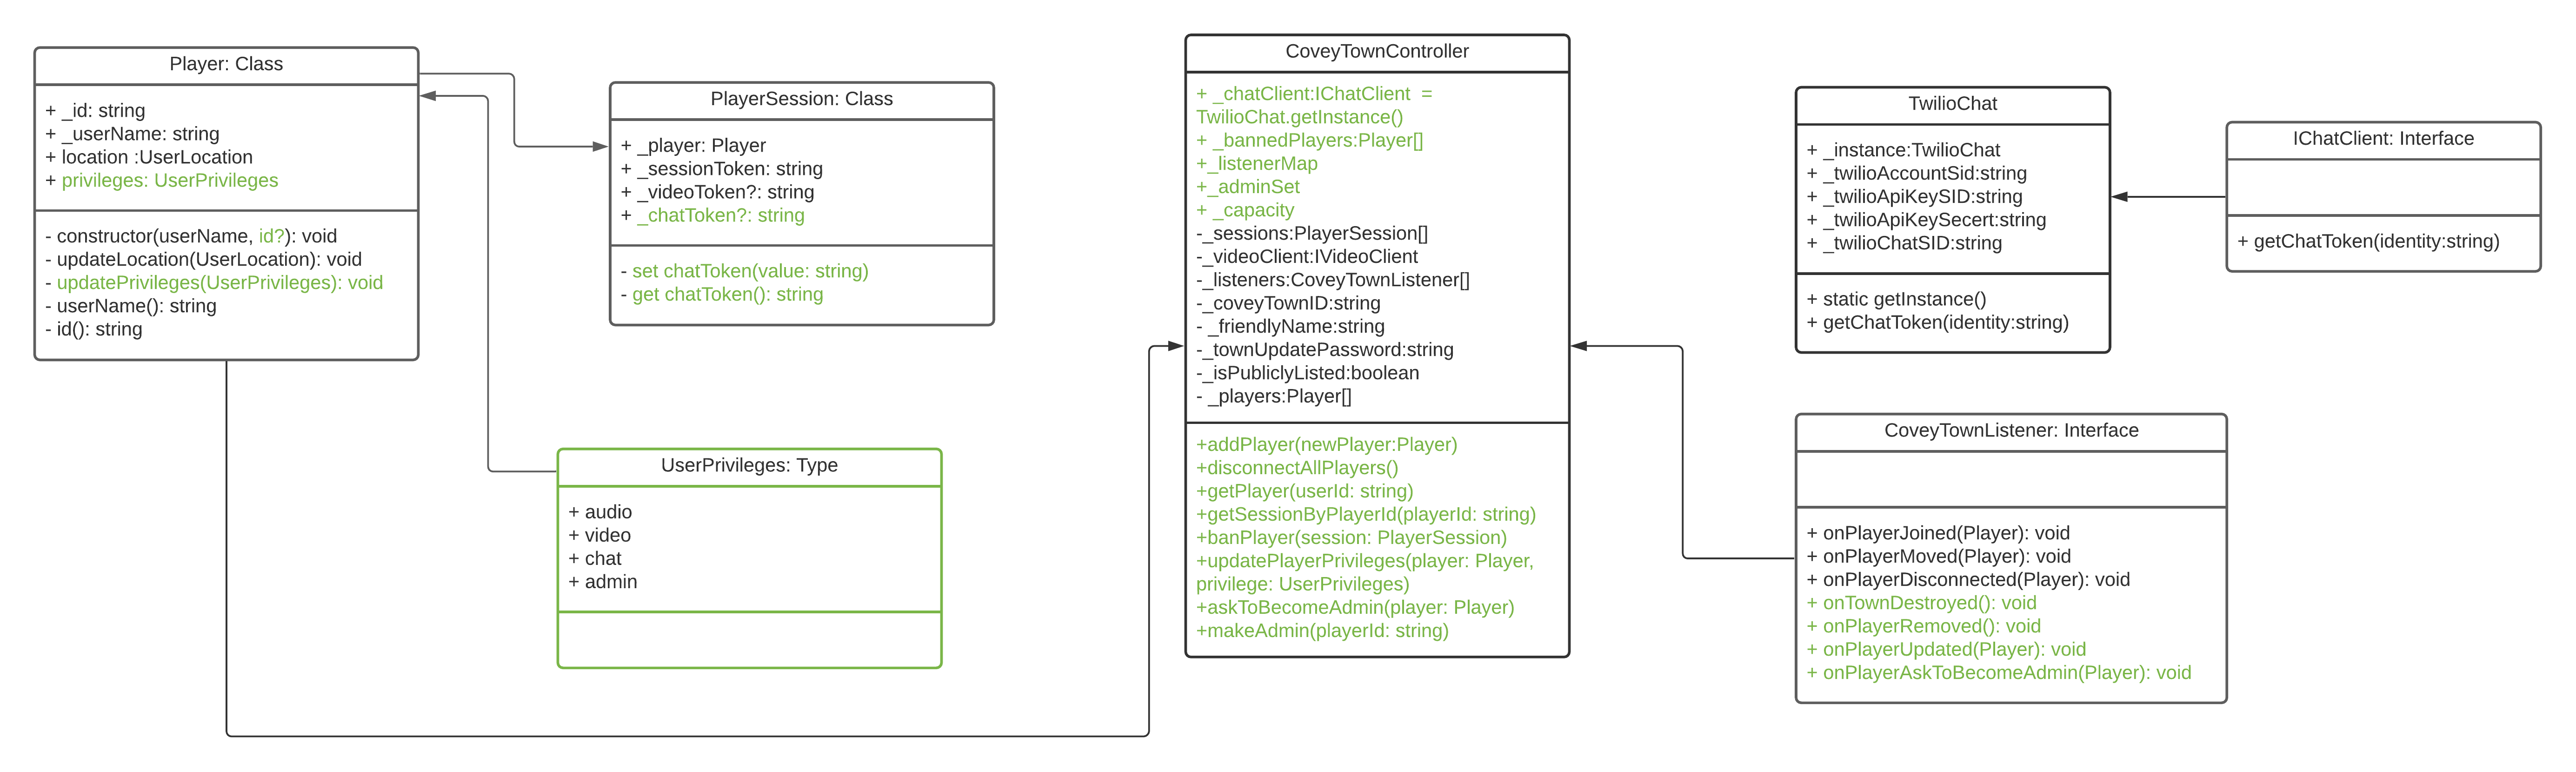 Player: Class
+ _id: string
+ _userName: string
+ location :UserLocation
+ privileges: UserPrivileges
- constructor(userName, id?): void
- updateLocation(UserLocation): void
- updatePrivileges(UserPrivileges): void
- userName(): string
- id(): string
PlayerSession: Class
+ _player: Player
+ _sessionToken: string
+ _videoToken?: string
+ _chatToken?: string
- set chatToken(value: string)
- get chatToken(): string
UserPrivileges: Type
+ audio
+ video
+ chat
+ admin
CoveyTownController
+ _chatClient:IChatClient =
TwilioChat.getInstance()
+ _bannedPlayers:Player[]
+_listenerMap
+_adminSet
+ _capacity
-_sessions:PlayerSession[]
-_videoClient:IVideoClient
-_listeners:CoveyTownListener[]
-_coveyTownID:string
- _friendlyName:string
-_townUpdatePassword:string
-_isPubliclyListed:boolean
- _players:Player[]
+addPlayer(newPlayer:Player)
+disconnectAllPlayers()
+getPlayer(userId: string)
+getSessionByPlayerId(playerId: string)
+banPlayer(session: PlayerSession)
+updatePlayerPrivileges(player: Player,
privilege: UserPrivileges)
+askToBecomeAdmin(player: Player)
+makeAdmin(playerId: string)
TwilioChat
+ _instance:TwilioChat
+ _twilioAccountSid:string
+ _twilioApiKeySID:string
+ _twilioApiKeySecert:string
+ _twilioChatSID:string
+ static getInstance()
+ getChatToken(identity:string)
IChatClient: Interface
+ getChatToken(identity:string)
CoveyTownListener: Interface
+ onPlayerJoined(Player): void
+ onPlayerMoved(Player): void
+ onPlayerDisconnected(Player): void
+ onTownDestroyed(): void
+ onPlayerRemoved(): void
+ onPlayerUpdated(Player): void
+ onPlayerAskToBecomeAdmin(Player): void